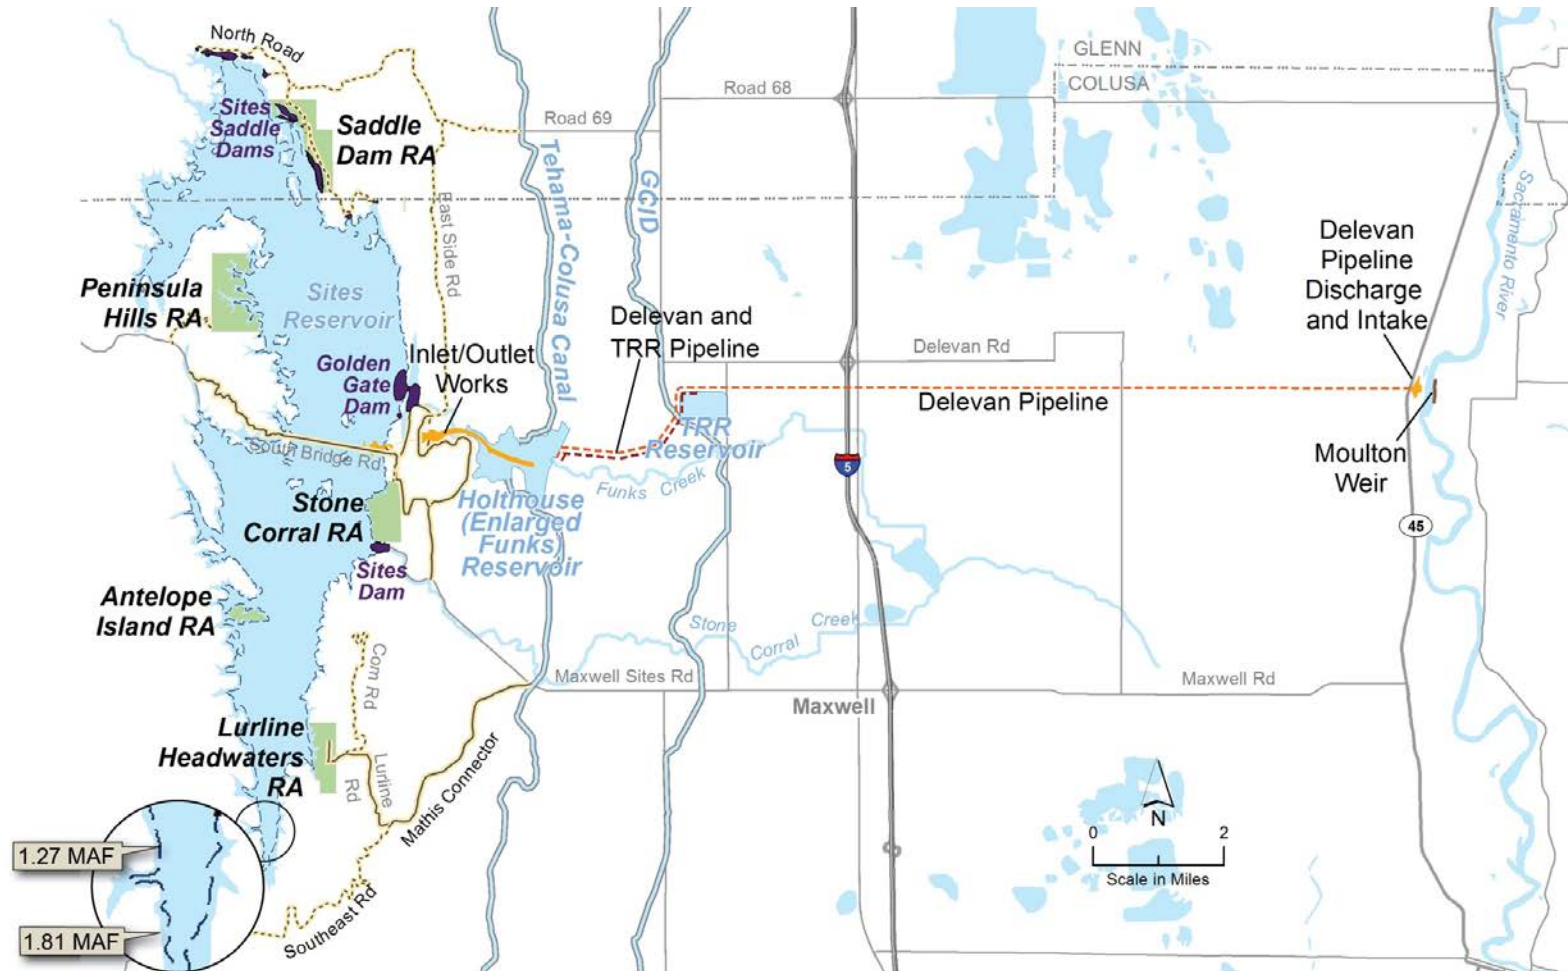 North Road
GLENN
COLUSA
Road 68
Road 69
Sites
Saddle
Dams
Saddle
Dam RA
Tehama-Colusa Canal
GCID
East Side Rd
Sacramento River
Delevan
Pipeline
Discharge
and Intake
Peninsula
Hills RA
Sites
Reservoir
Delevan and
TRR Pipeline
Delevan Rd
Golden
Gate
Dam
Inlet/Outlet
Works
Delevan Pipeline
TRR
Reservoir
South Bridge Rd
Moulton
Weir
5
Funks Creek
Stone
Corral RA
Holthouse
(Enlarged
Funks)
Reservoir
45
Sites
Dam
Antelope
Island RA
Stone
Corral
Creek
Com Rd
Maxwell Sites Rd
Maxwell Rd
Maxwell
Lurline
Headwaters
RA
Lurline
Rd
Mathis Connector
N
0
2
Scale in Miles
1.27 MAF
1.81 MAF
Southeast Rd